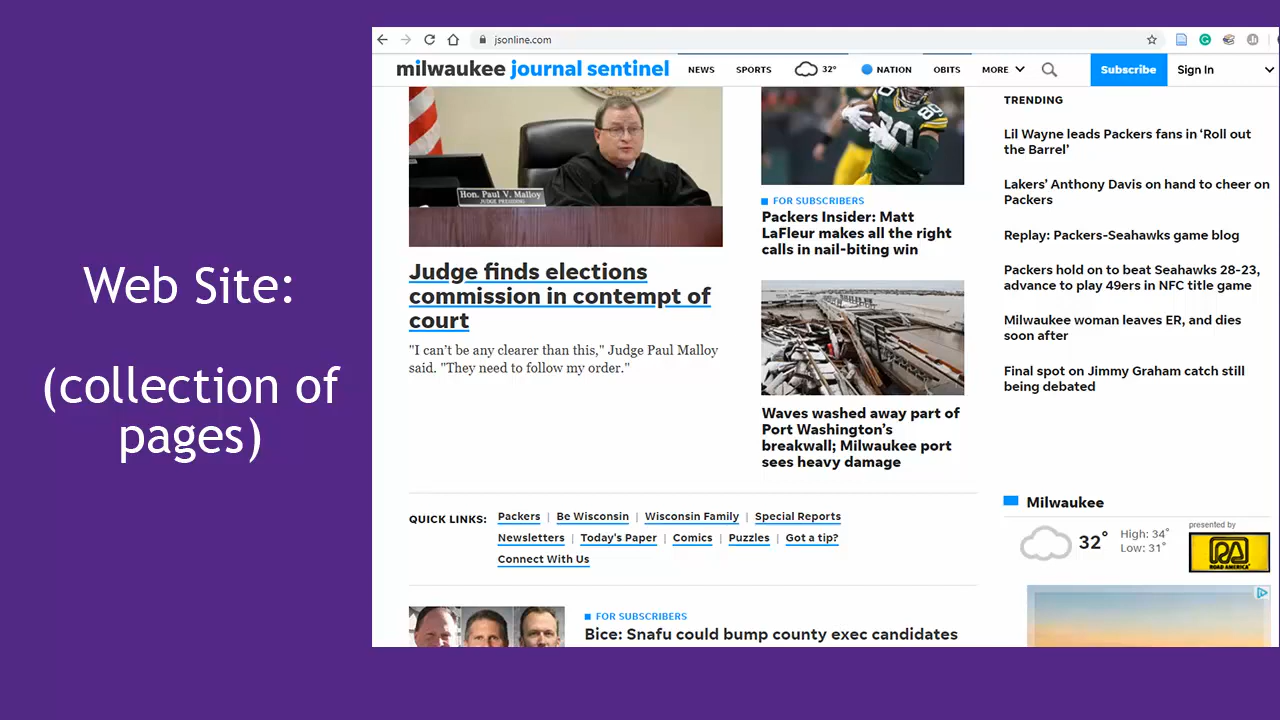 Web Site:
(collection of
pages)
jsonline.com
milwaukee journal sentinel
NEWS
SPORTS
32°
NATION
OBITS
MORE
Subscribe
Sign In
Hon. Paul V. Malloy
JUDGE PRESIDING
Judge finds elections
commission in contempt of
court
"I can't be any clearer than this," Judge Paul Malloy
said. "They need to follow my order."
FOR SUBSCRIBERS
Packers Insider: Matt
LaFleur makes all the right
calls in nail-biting win
Waves washed away part of
Port Washington's
breakwall; Milwaukee port
sees heavy damage
TRENDING
Lil Wayne leads Packers fans in ‘Roll out
the Barrel’
Lakers’ Anthony Davis on hand to cheer on
Packers
Replay: Packers-Seahawks game blog
Packers hold on to beat Seahawks 28-23,
advance to play 49ers in NFC title game
Milwaukee woman leaves ER, and dies
soon after
Final spot on Jimmy Graham catch still
being debated
QUICK LINKS: Packers | Be Wisconsin | Wisconsin Family | Special Reports
Newsletters | Today's Paper | Comics | Puzzles | Got a tip?
Connect With Us
Milwaukee
32°
High: 34°
Low: 31°
presented by
RA
ROAD AMERICA
FOR SUBSCRIBERS
Bice: Snafu could bump county exec candidates